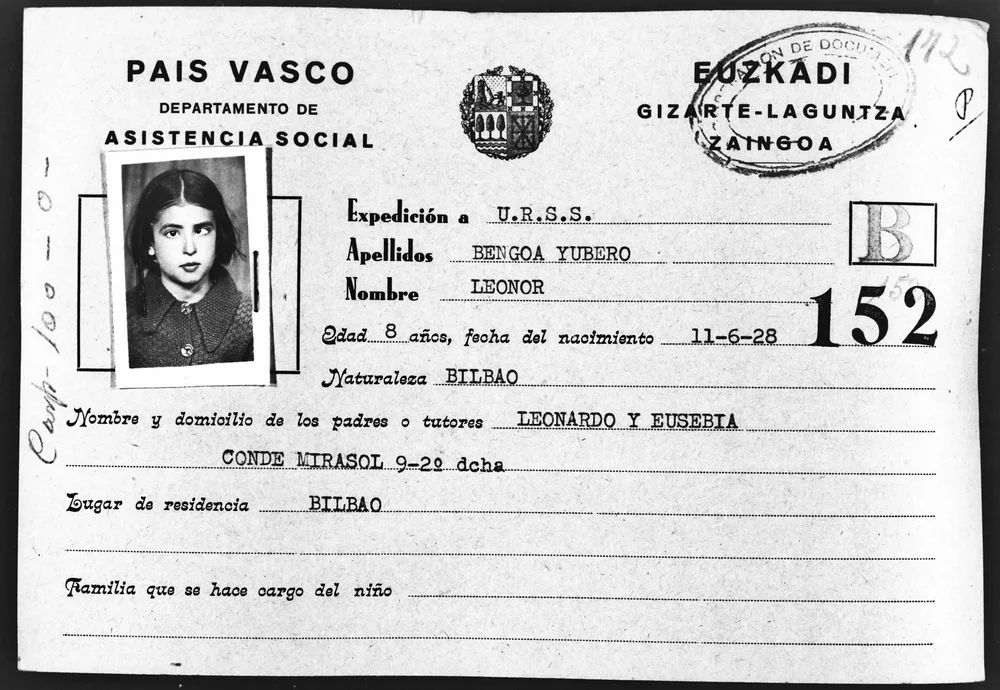 PAIS VASCO
DEPARTAMENTO DE
ASISTENCIA SOCIAL
EUZKADI
GIZARTE-LAGUNTZA
ZAINGOA
DE
172
P
Expedición a U.R.S.S.
B
Apellidos BENGOA YUBERO
Nombre LEONOR
152
Edad 8 años, fecha del nacimiento 11-6-28
Naturaleza BILBAO
Nombre y domicilio de los padres o tutores LEONARDO Y EUSEBIA
CONDE MIRASOL 9-2º dcha
Lugar de residencia BILBAO
Familia que se hace cargo del niño